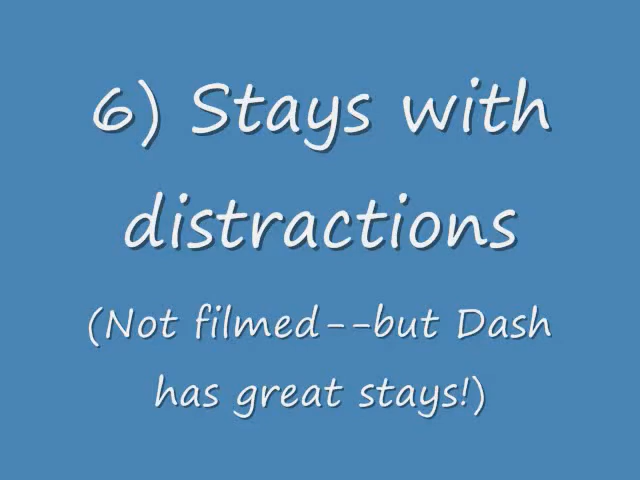 6) Stays with
distractions
(Not filmed--but Dash
has great stays!)